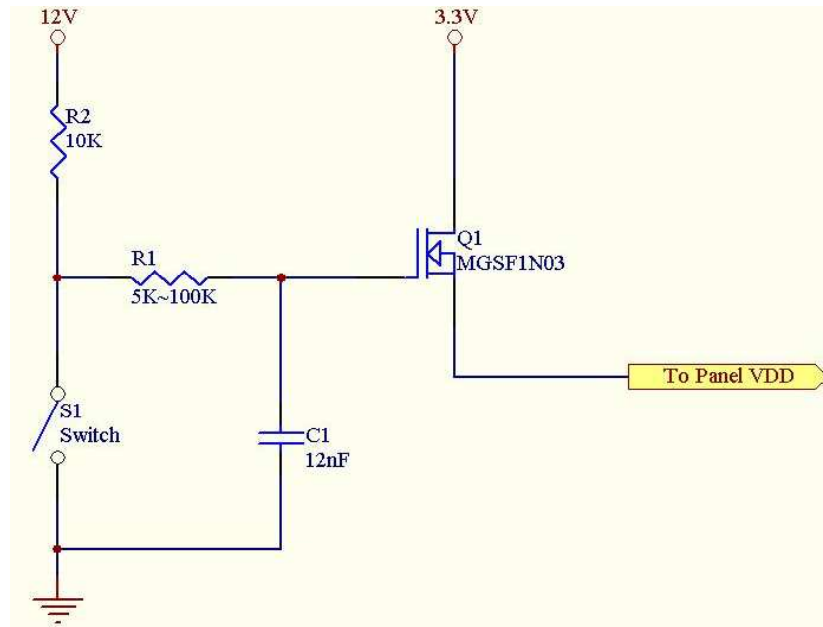 12V
3.3V
R2
10K
R1
5K~100K
Q1
MGSF1N03
To Panel VDD
S1
Switch
C1
12nF